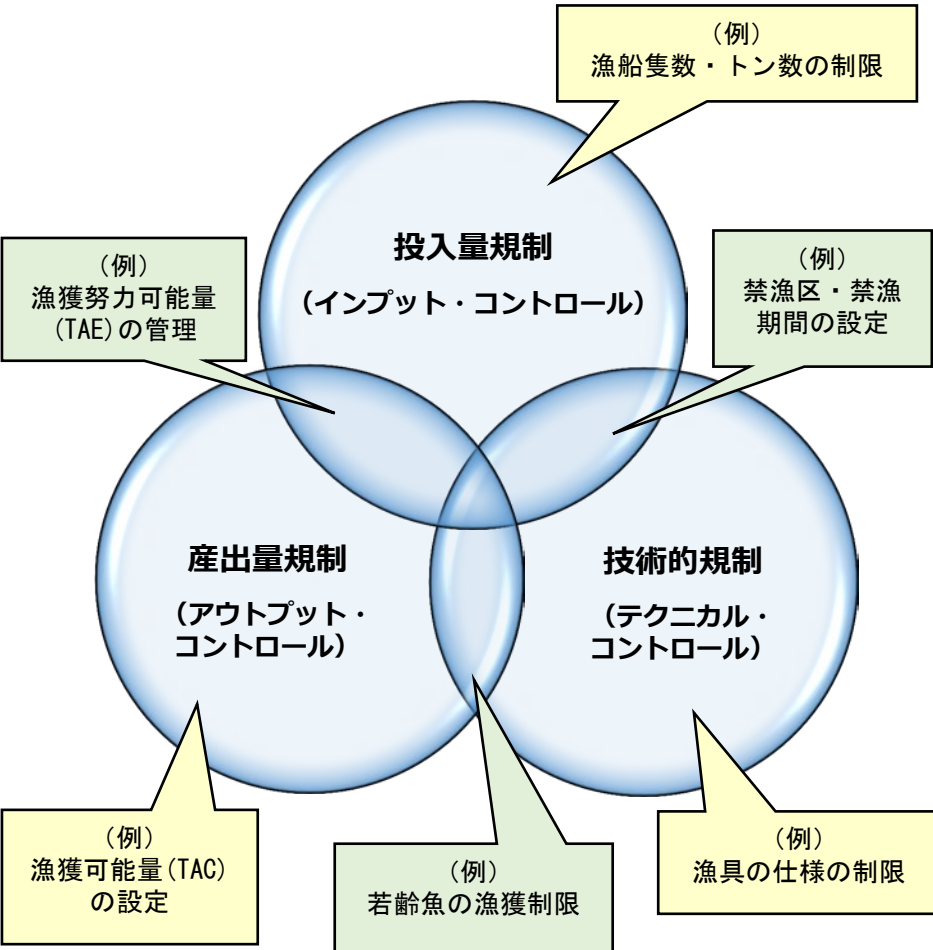 （例）
漁船隻数・トン数の制限
投入量規制
（インプット・コントロール）
（例）
漁獲努力可能量
(TAE)の管理
（例）
禁漁区・禁漁
期間の設定
産出量規制
（アウトプット・
コントロール）
技術的規制
（テクニカル・
コントロール）
（例）
漁獲可能量(TAC)
の設定
（例）
若齢魚の漁獲制限
（例）
漁具の仕様の制限